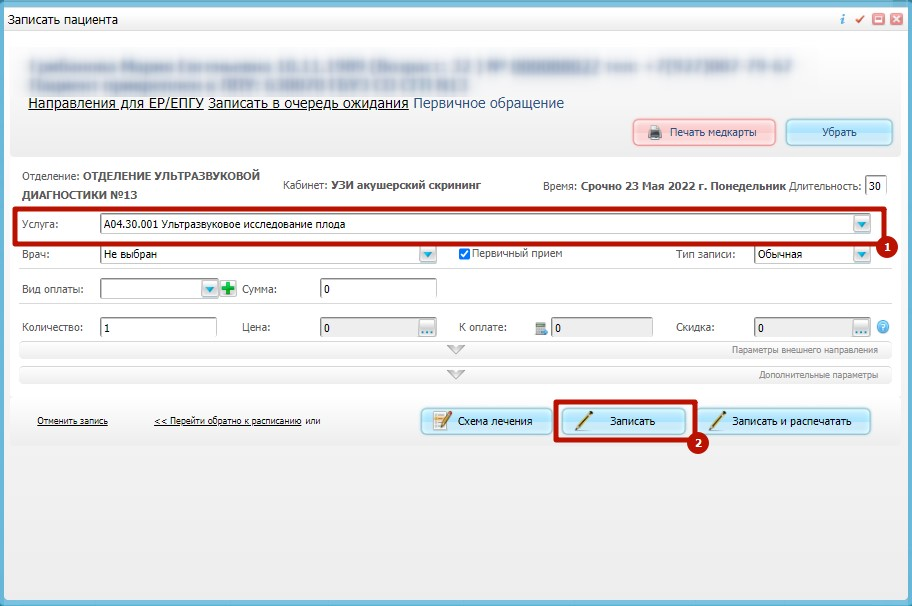 Записать пациента
Направления для ЕР/ЕПГУ Записать в очередь ожидания Первичное обращение
Печать медкарты Убрать
Отделение: ОТДЕЛЕНИЕ УЛЬТРАЗВУКОВОЙ
ДИАГНОСТИКИ №13
Кабинет: УЗИ акушерский скрининг
Время: Срочно 23 Мая 2022 г. Понедельник Длительность: 30
Услуга: A04.30.001 Ультразвуковое исследование плода
1
Врач: Не выбран Первичный прием Тип записи: Обычная
Вид оплаты: Сумма: 0
Количество: 1 Цена: 0 ... К оплате: 0 Скидка: 0 ... ?
Параметры внешнего направления
Дополнительные параметры
Отменить запись << Перейти обратно к расписанию или Схема лечения Записать Записать и распечатать
2